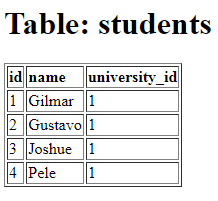 Table: students
id name university_id
1 Gilmar 1
2 Gustavo 1
3 Joshue 1
4 Pele 1